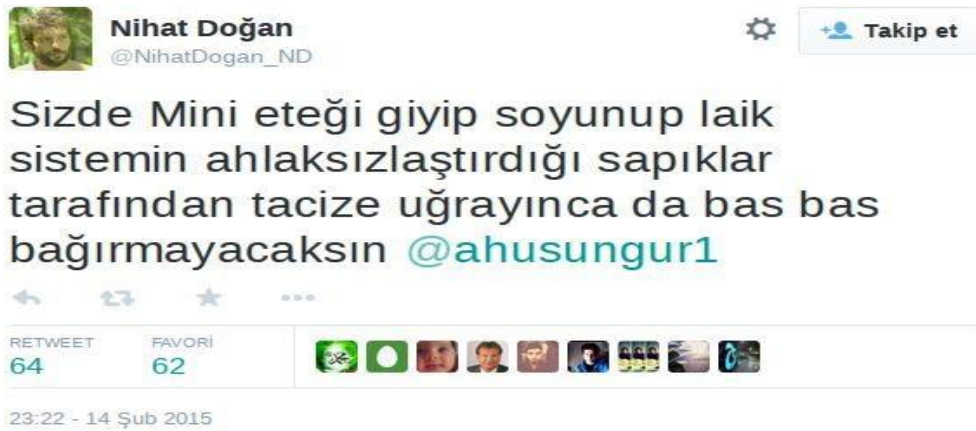 Nihat Doğan
@NihatDogan_ND
Takip et
Sizde Mini eteği giyip soyunup laik
sistemin ahlaksızlaştırdığı sapıklar
tarafından tacize uğrayınca da bas bas
bağırmayacaksın @ahusungur1
RETWEET FAVORİ
64 62
23:22 - 14 Şub 2015